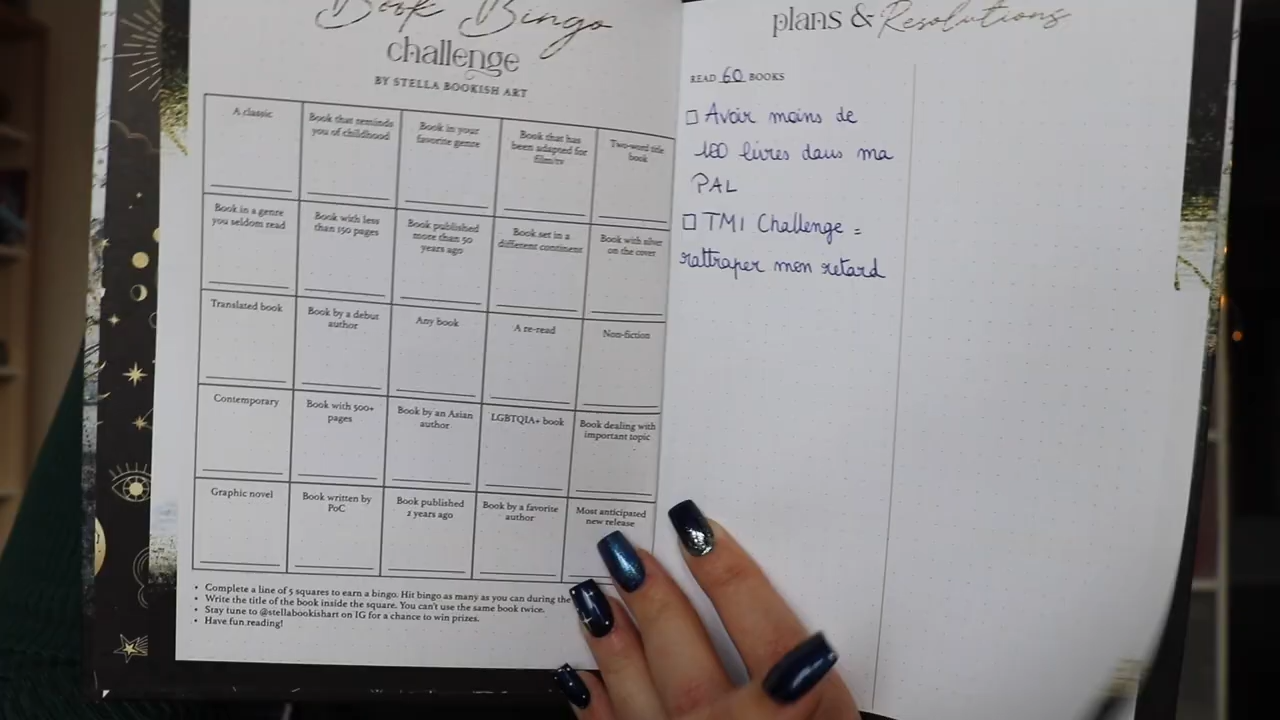 Book Bingo
challenge
BY STELLA BOOKISH ART
A classic
Book that reminds
you of childhood
Book in your
favorite genre
Book that has
been adapted for
film/tv
Two-word title
book
Book in a genre
you seldom read
Book with less
than 150 pages
Book published
more than 50
years ago
Book set in a
different continent
Book with silver
on the cover
Translated book
Book by a debut
author
Any book
A re-read
Non-fiction
Contemporary
Book with 500+
pages
Book by an Asian
author
LGBTQIA+ book
Book dealing with
important topic
Graphic novel
Book written by
PoC
Book published
2 years ago
Book by a favorite
author
Most anticipated
new release
• Complete a line of 5 squares to earn a bingo. Hit bingo as many as you can during the
• Write the title of the book inside the square. You can't use the same book twice.
• Stay tune to @stellabookishart on IG for a chance to win prizes.
• Have fun reading!
plans & Resolutions
READ 60 BOOKS
Avoir moins de
100 livres dans ma
PAL
TMI Challenge =
rattraper mon retard